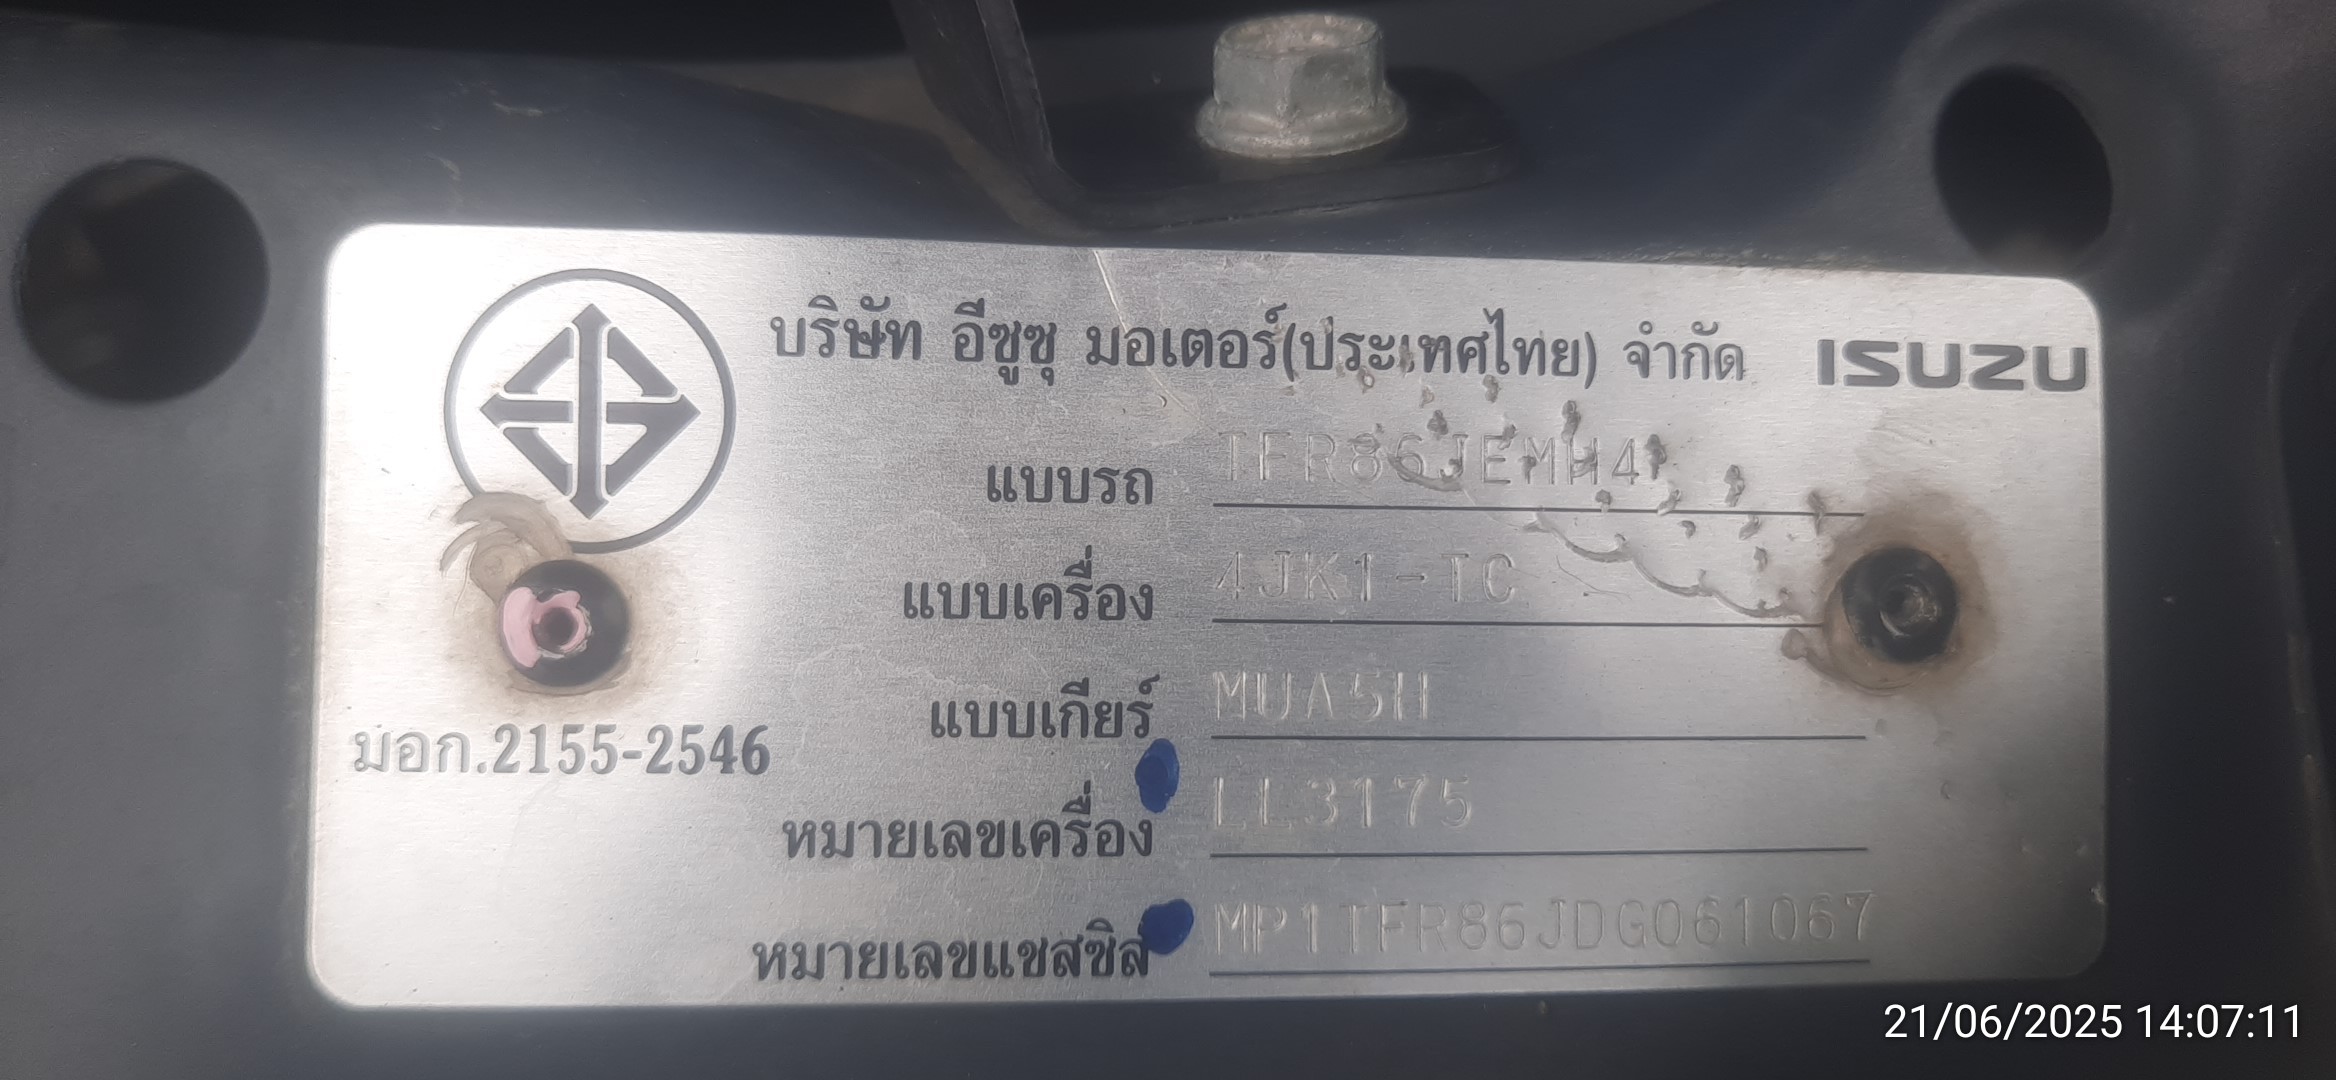 บริษัท อีซูซุ มอเตอร์(ประเทศไทย) จำกัด ISUZU
แบบรถ TFR86JEMH4
แบบเครื่อง 4JK1-TC
แบบเกียร์ MUA5H
มอก.2155-2546
หมายเลขเครื่อง LL3175
หมายเลขแชสซิส MP1TFR86JDG061067
21/06/2025 14:07:11